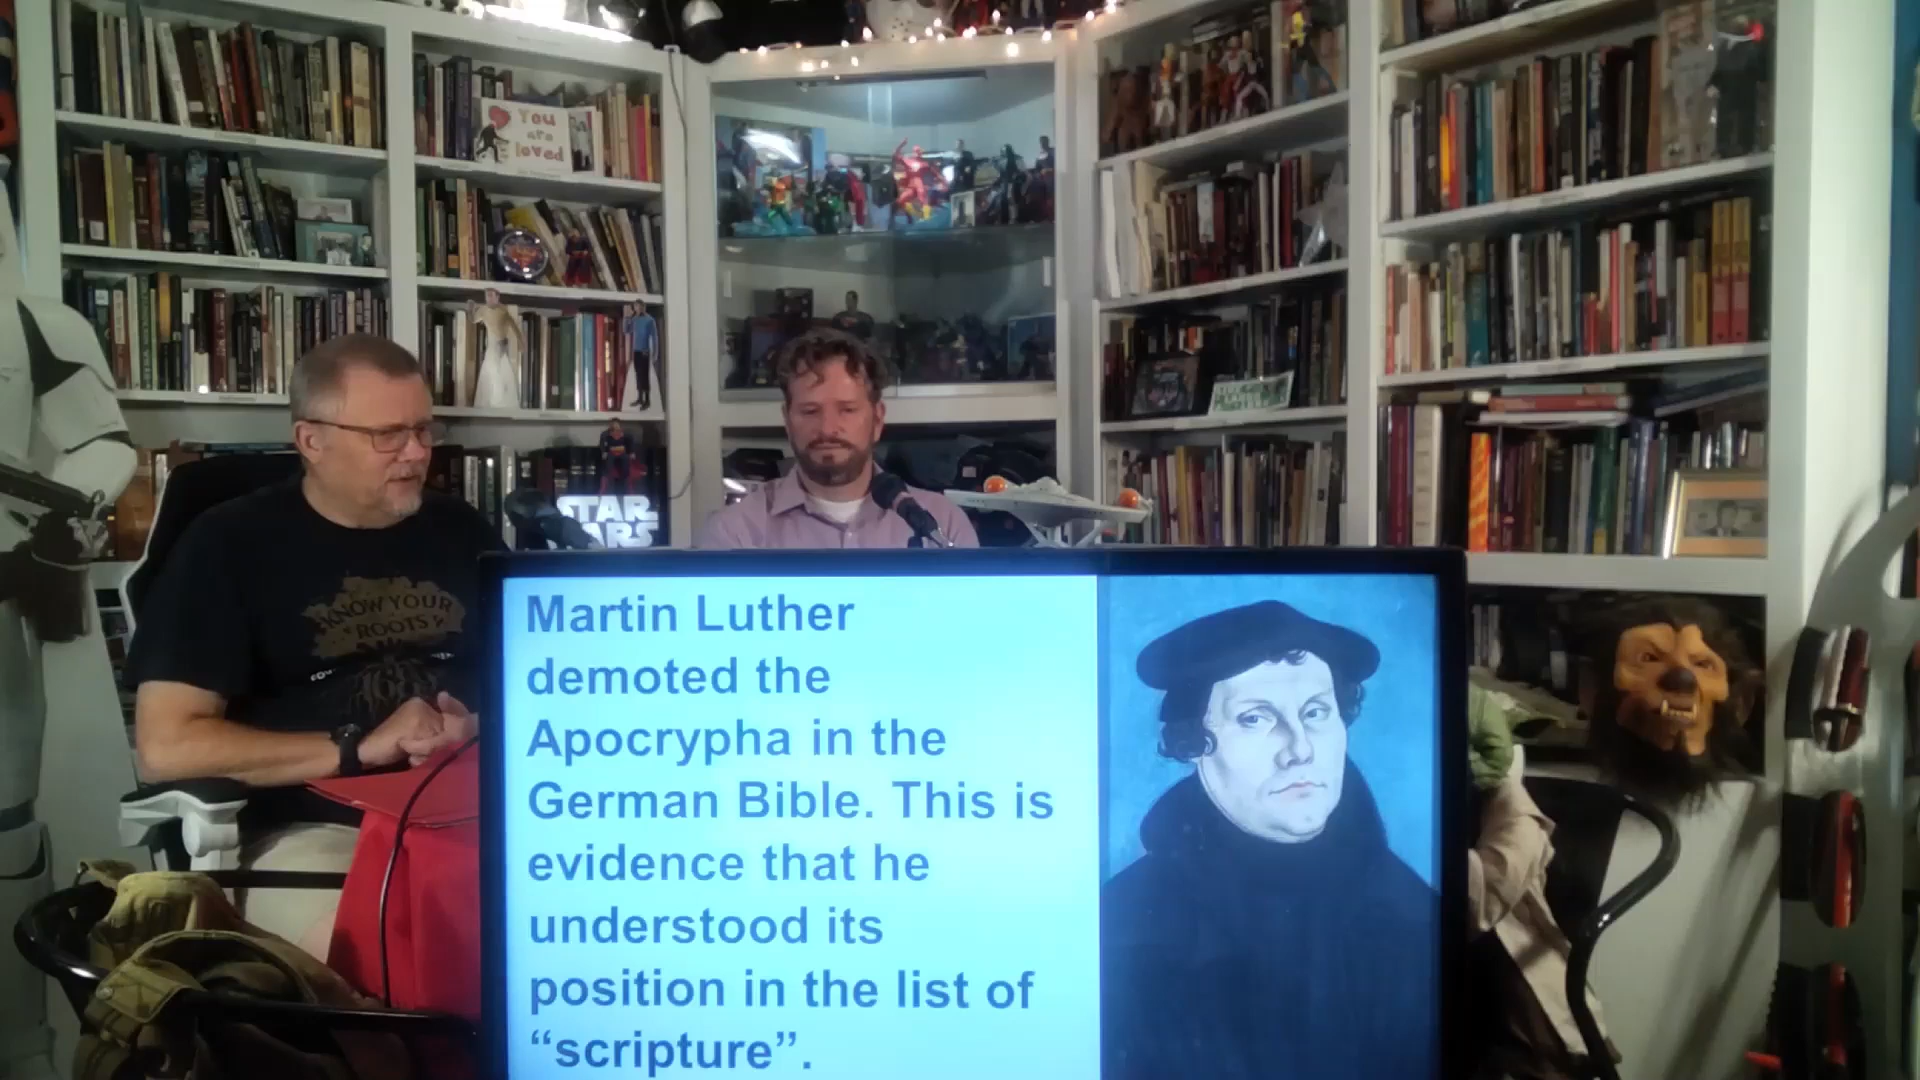 You
are
loved
STAR
WARS
KNOW YOUR
ROOTS
Martin Luther
demoted the
Apocrypha in the
German Bible. This is
evidence that he
understood its
position in the list of
“scripture”.